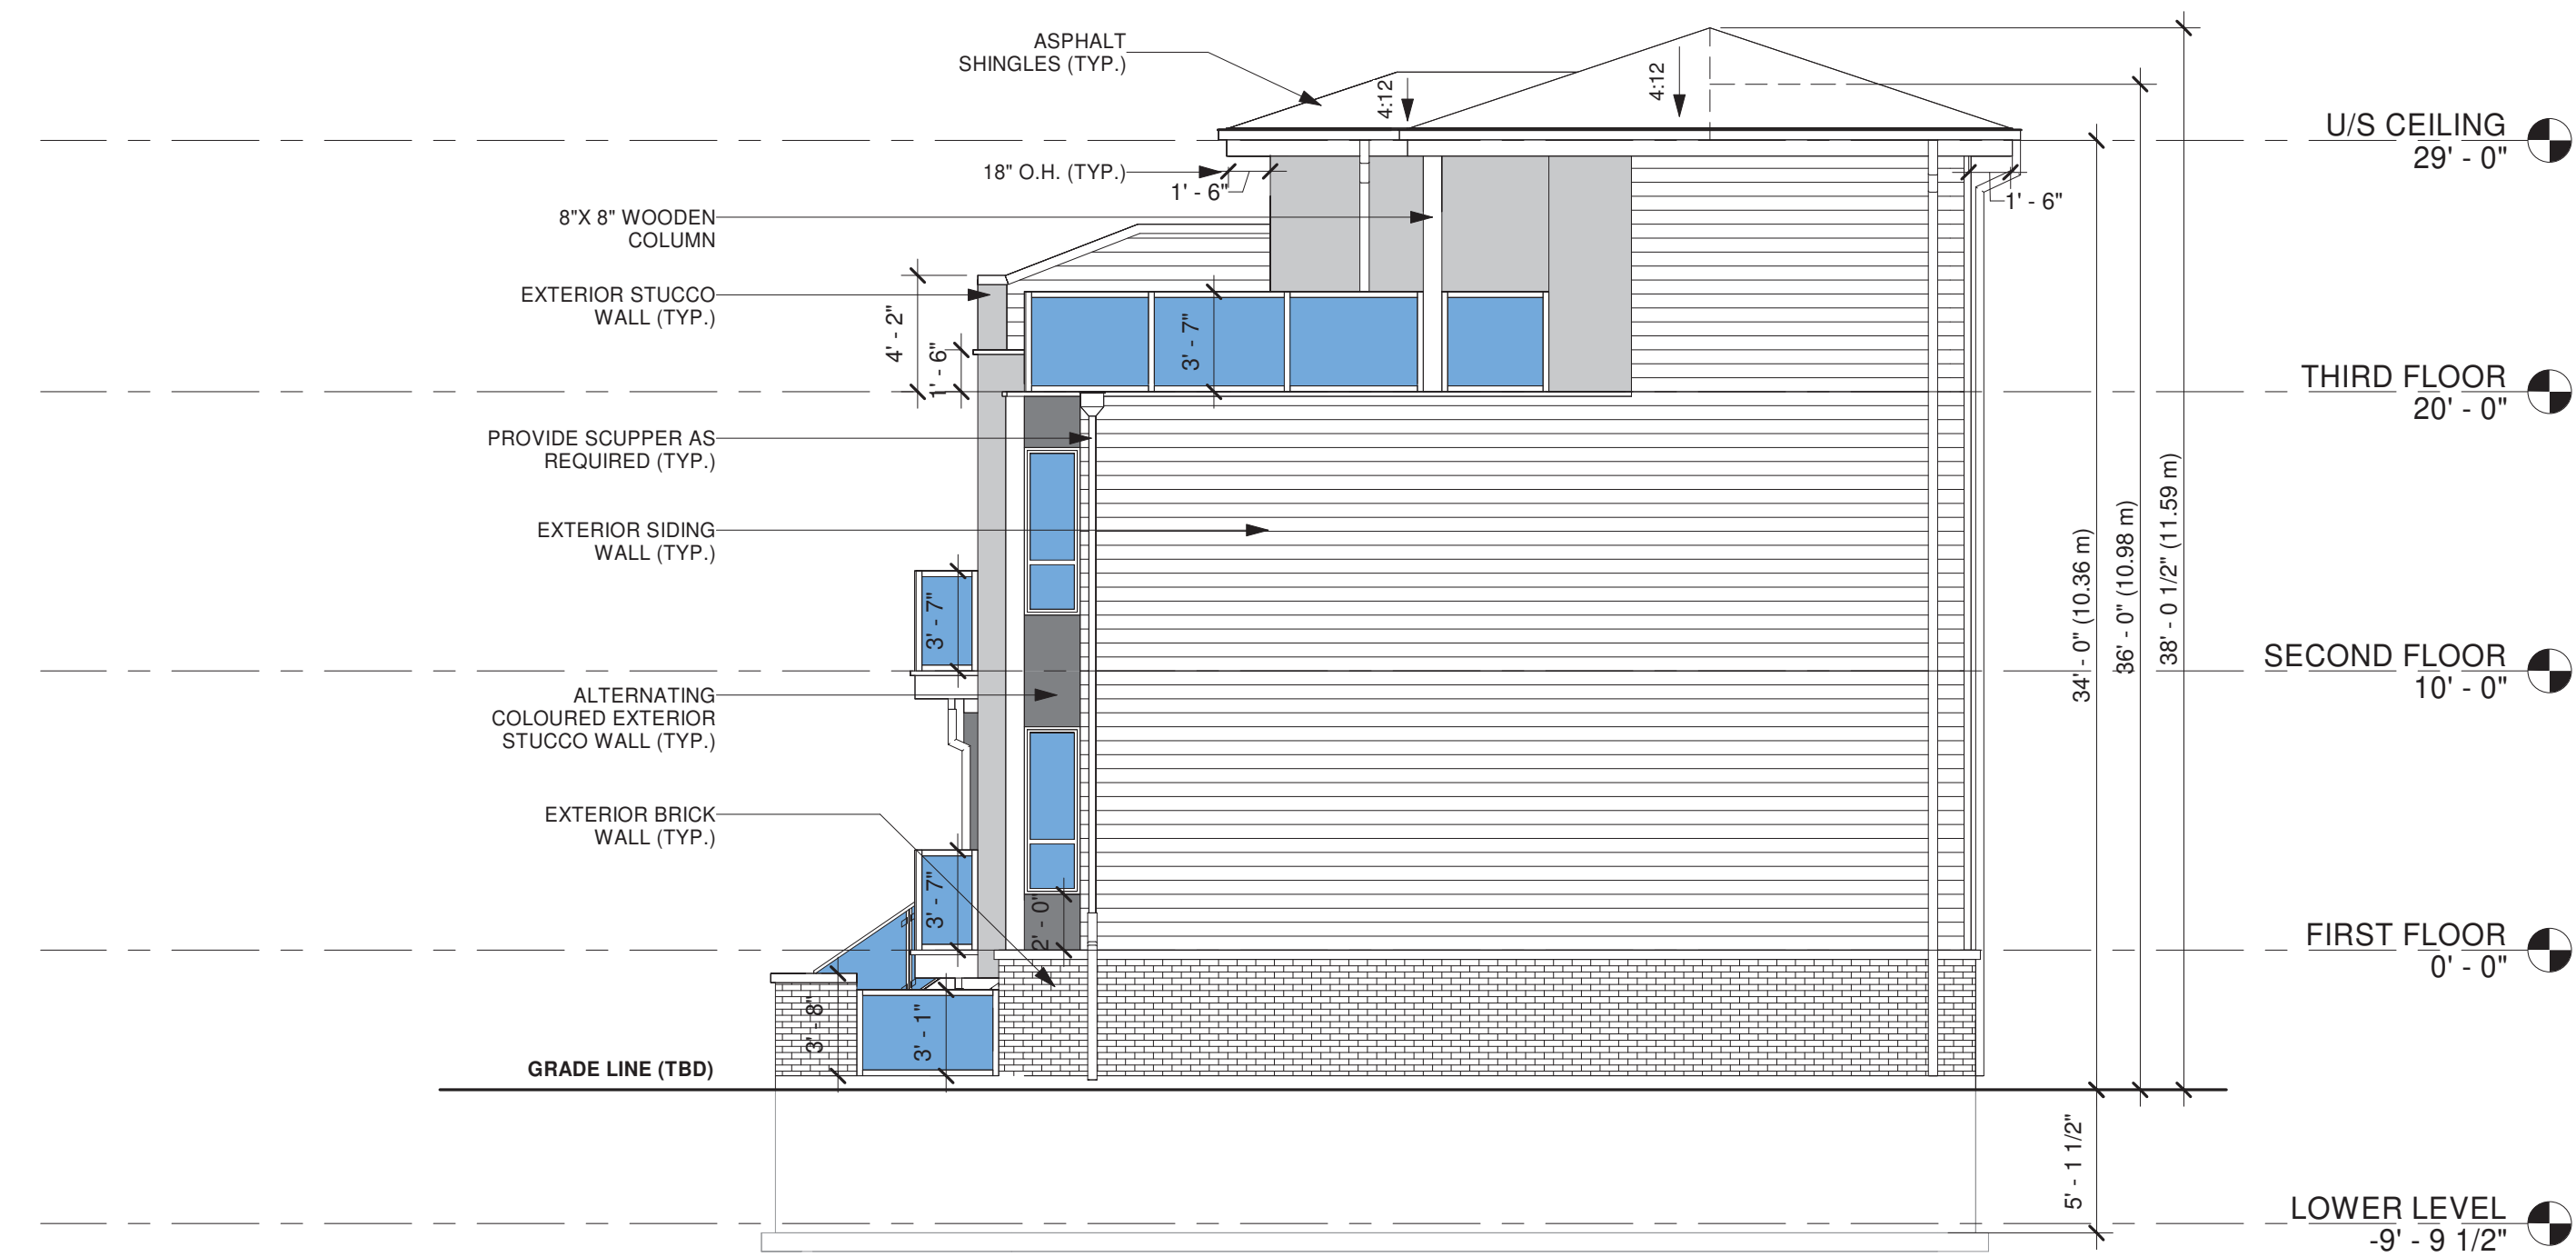 ASPHALT
SHINGLES (TYP.)
4:12
4:12
U/S CEILING
29' - 0"
18" O.H. (TYP.)
1' - 6"
1' - 6"
8"X 8" WOODEN
COLUMN
EXTERIOR STUCCO
WALL (TYP.)
4' - 2"
1' - 6"
3' - 7"
THIRD FLOOR
20' - 0"
PROVIDE SCUPPER AS
REQUIRED (TYP.)
EXTERIOR SIDING
WALL (TYP.)
34' - 0" (10.36 m)
36' - 0" (10.98 m)
38' - 0 1/2" (11.59 m)
3' - 7"
SECOND FLOOR
10' - 0"
ALTERNATING
COLOURED EXTERIOR
STUCCO WALL (TYP.)
EXTERIOR BRICK
WALL (TYP.)
3' - 7"
2' - 0"
FIRST FLOOR
0' - 0"
3' - 8"
3' - 1"
GRADE LINE (TBD)
5' - 1 1/2"
LOWER LEVEL
-9' - 9 1/2"